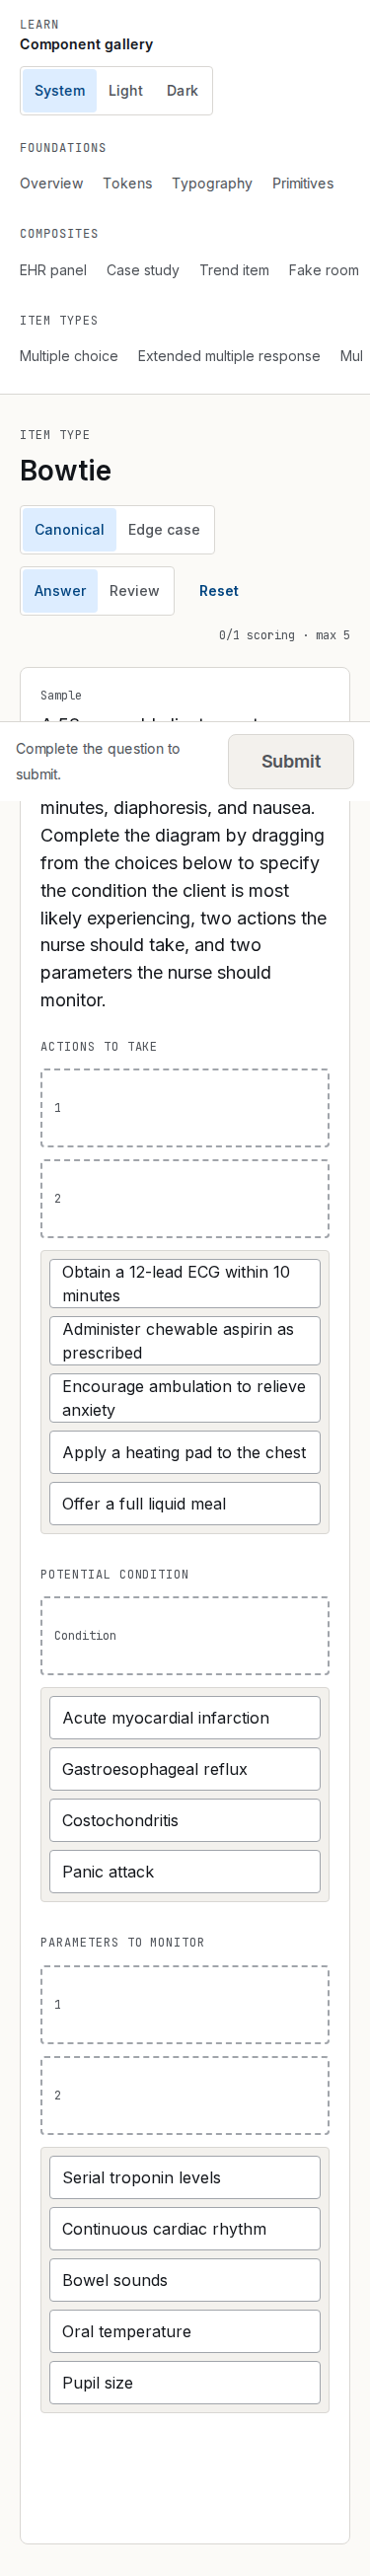 LEARN
Component gallery
System Light Dark
FOUNDATIONS
Overview Tokens Typography Primitives
COMPOSITES
EHR panel Case study Trend item Fake room
ITEM TYPES
Multiple choice Extended multiple response Mul
ITEM TYPE
Bowtie
Canonical Edge case
Answer Review Reset
0/1 scoring · max 5
Sample
Complete the question to
submit.
Submit
minutes, diaphoresis, and nausea.
Complete the diagram by dragging
from the choices below to specify
the condition the client is most
likely experiencing, two actions the
nurse should take, and two
parameters the nurse should
monitor.
ACTIONS TO TAKE
1
2
Obtain a 12-lead ECG within 10
minutes
Administer chewable aspirin as
prescribed
Encourage ambulation to relieve
anxiety
Apply a heating pad to the chest
Offer a full liquid meal
POTENTIAL CONDITION
Condition
Acute myocardial infarction
Gastroesophageal reflux
Costochondritis
Panic attack
PARAMETERS TO MONITOR
1
2
Serial troponin levels
Continuous cardiac rhythm
Bowel sounds
Oral temperature
Pupil size